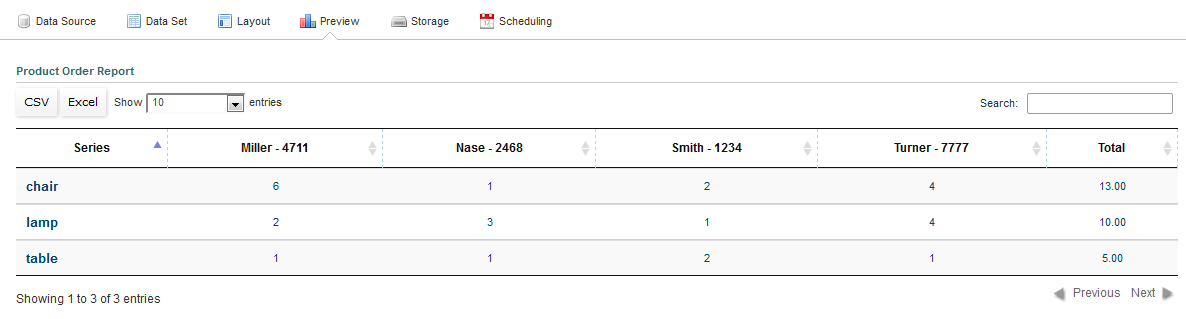 Data Source Data Set Layout Preview Storage Scheduling
Product Order Report
CSV Excel Show 10 entries Search:
Series Miller - 4711 Nase - 2468 Smith - 1234 Turner - 7777 Total
chair 6 1 2 4 13.00
lamp 2 3 1 4 10.00
table 1 1 2 1 5.00
Showing 1 to 3 of 3 entries Previous Next